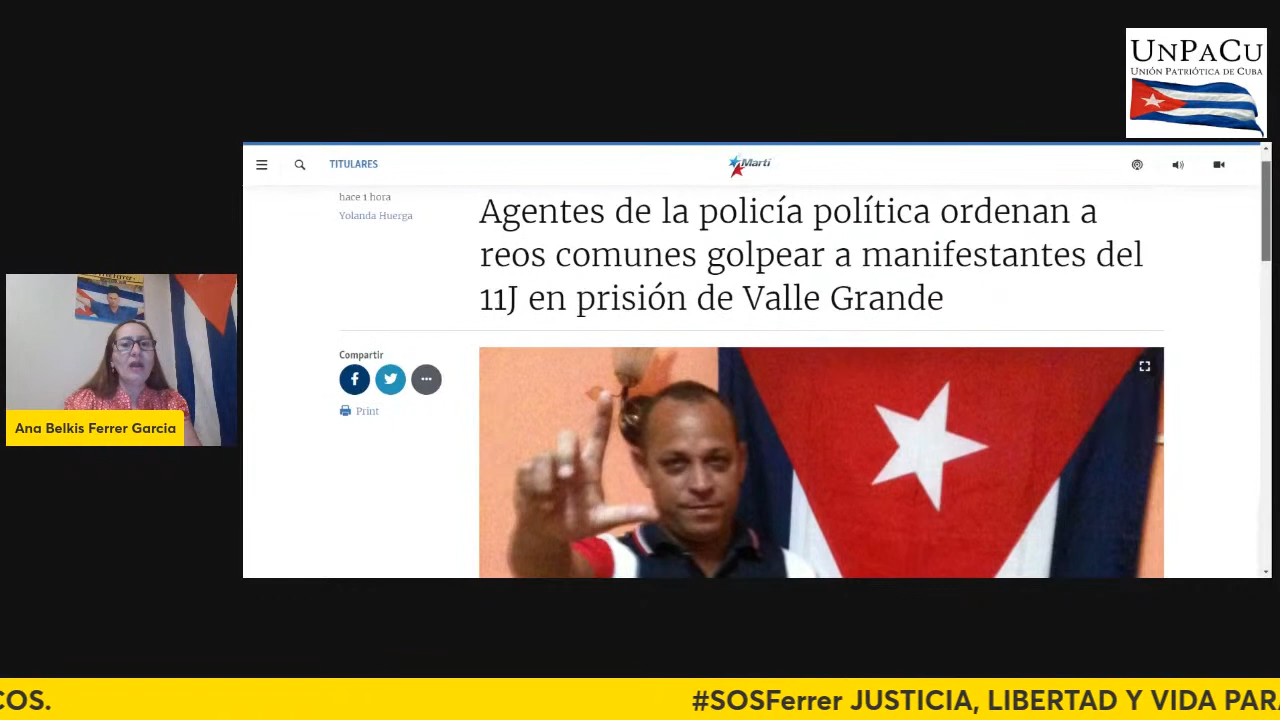 UNPACU
UNIÓN PATRIÓTICA DE CUBA
TITULARES
Martí
hace 1 hora
Yolanda Huerga
Agentes de la policía política ordenan a
reos comunes golpear a manifestantes del
11J en prisión de Valle Grande
Compartir
Print
Ana Belkis Ferrer Garcia
COS.
#SOSFerrer JUSTICIA, LIBERTAD Y VIDA PARA